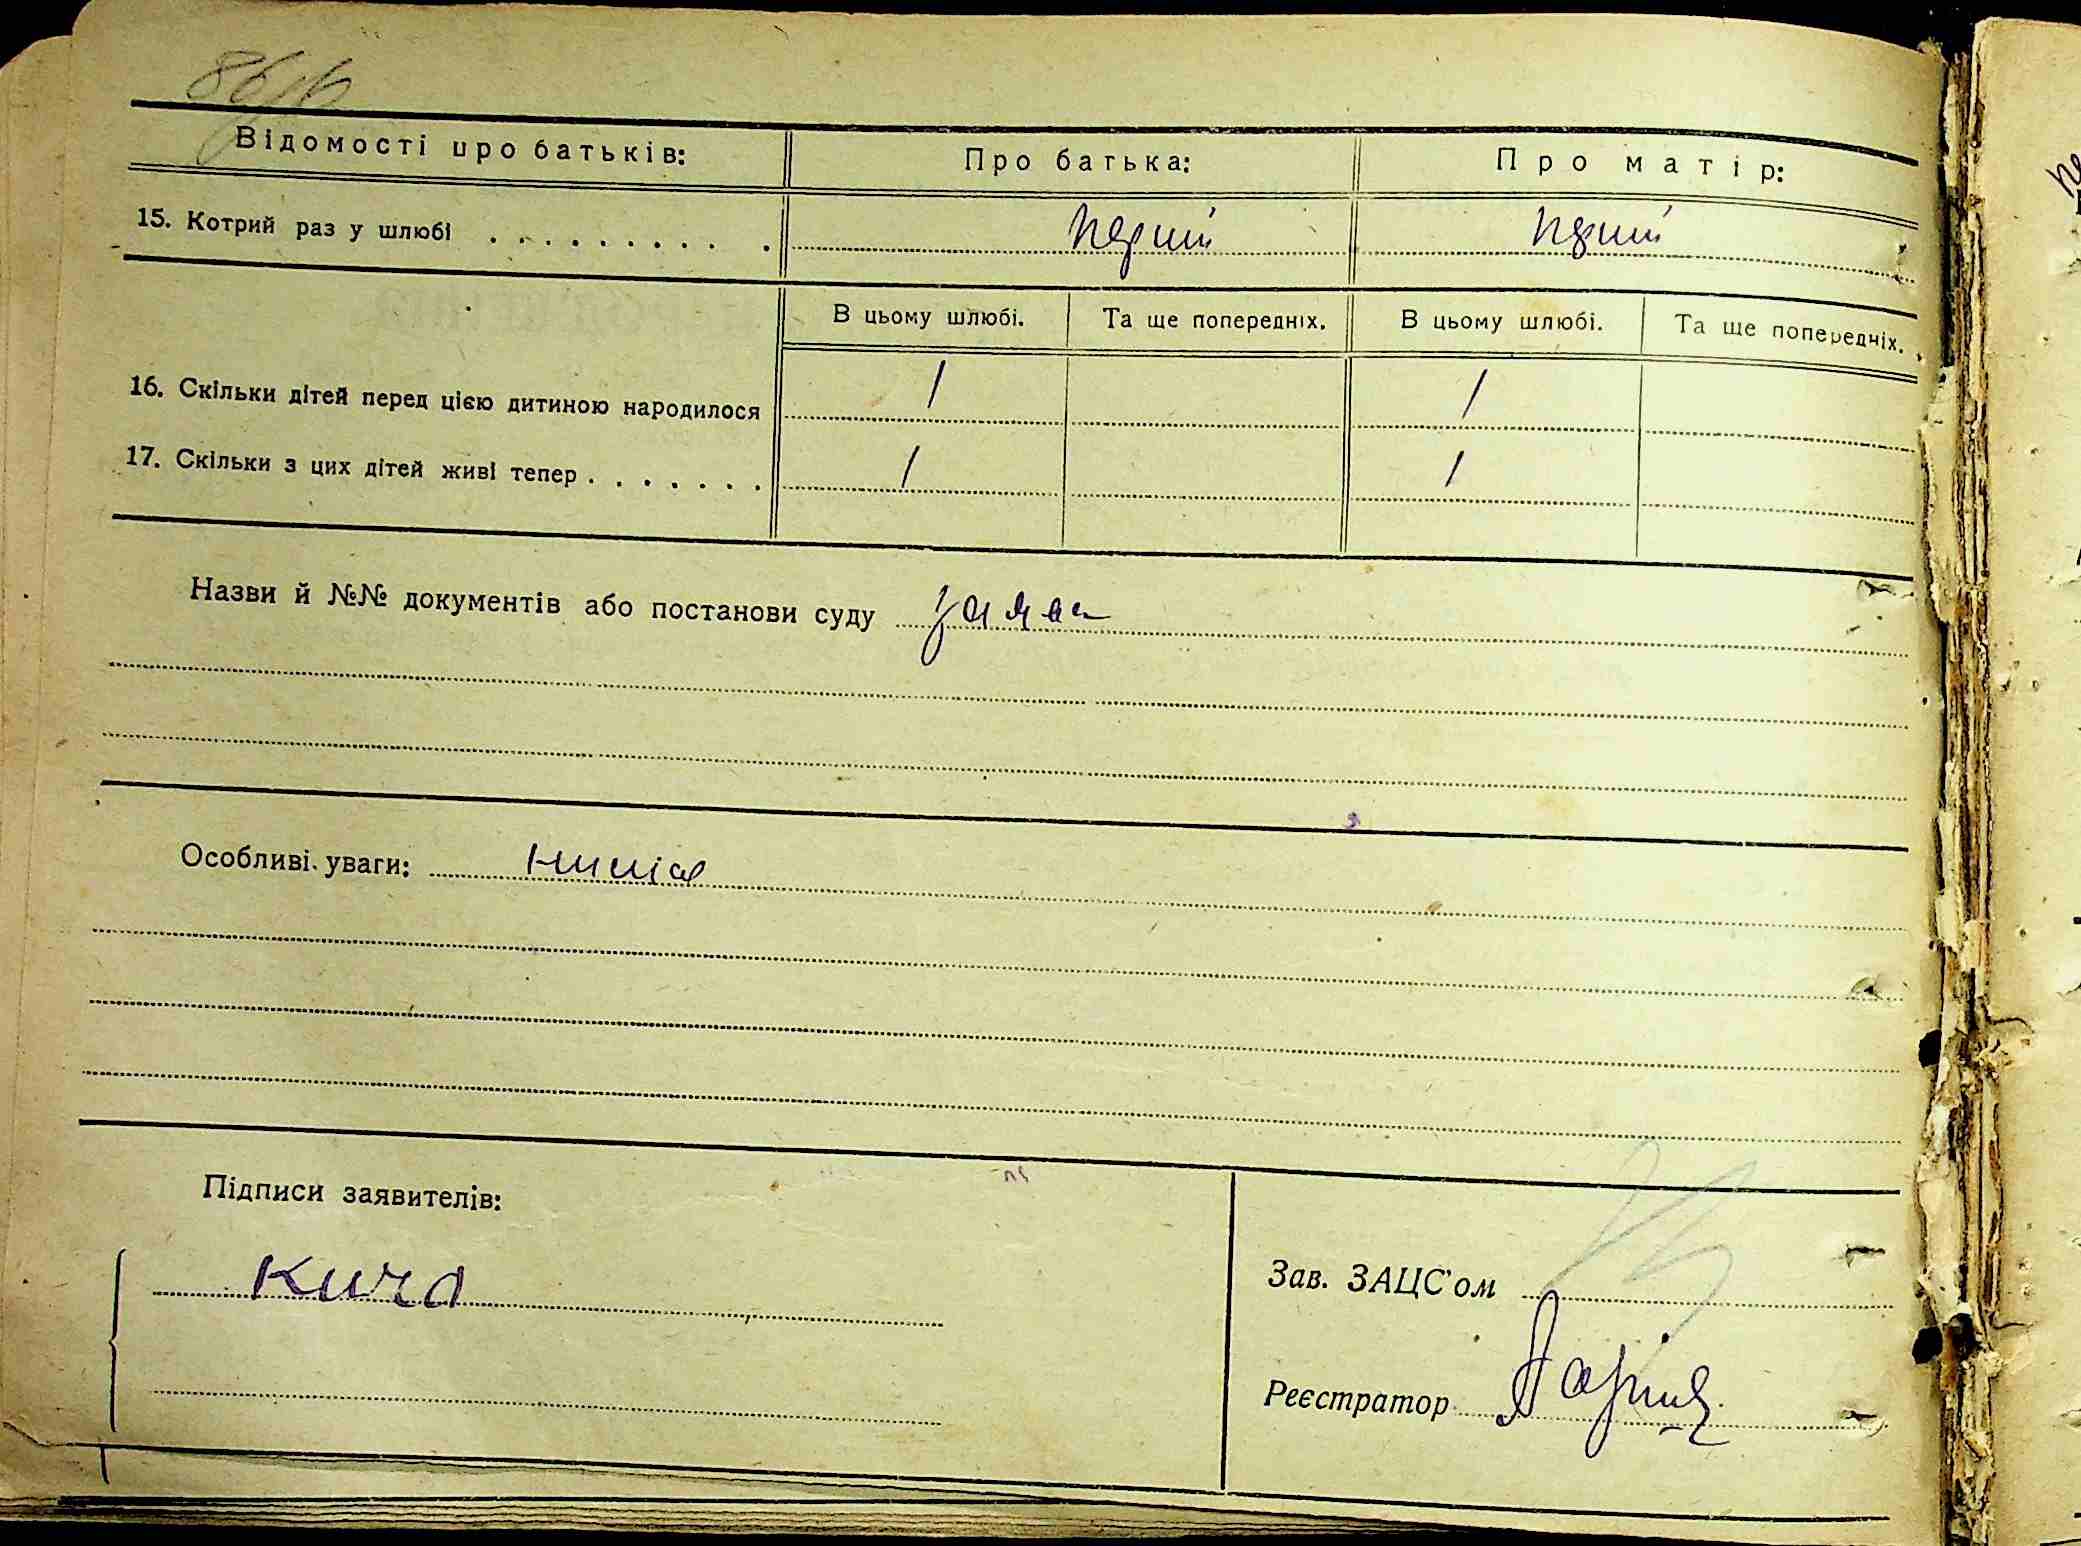 Відомості про батьків: Про батька: Про матір:
15. Котрий раз у шлюбі . . . . . . . . . . перший перший
В цьому шлюбі. Та ще попередніх. В цьому шлюбі. Та ще попередніх.
16. Скільки дітей перед цією дитиною народилося 1 1
17. Скільки з цих дітей живі тепер . . . . . . . 1 1
Назви й №№ документів або постанови суду
Особливі уваги:
Підписи заявителів:
Кича
Зав. ЗАЦС'ом
Реєстратор